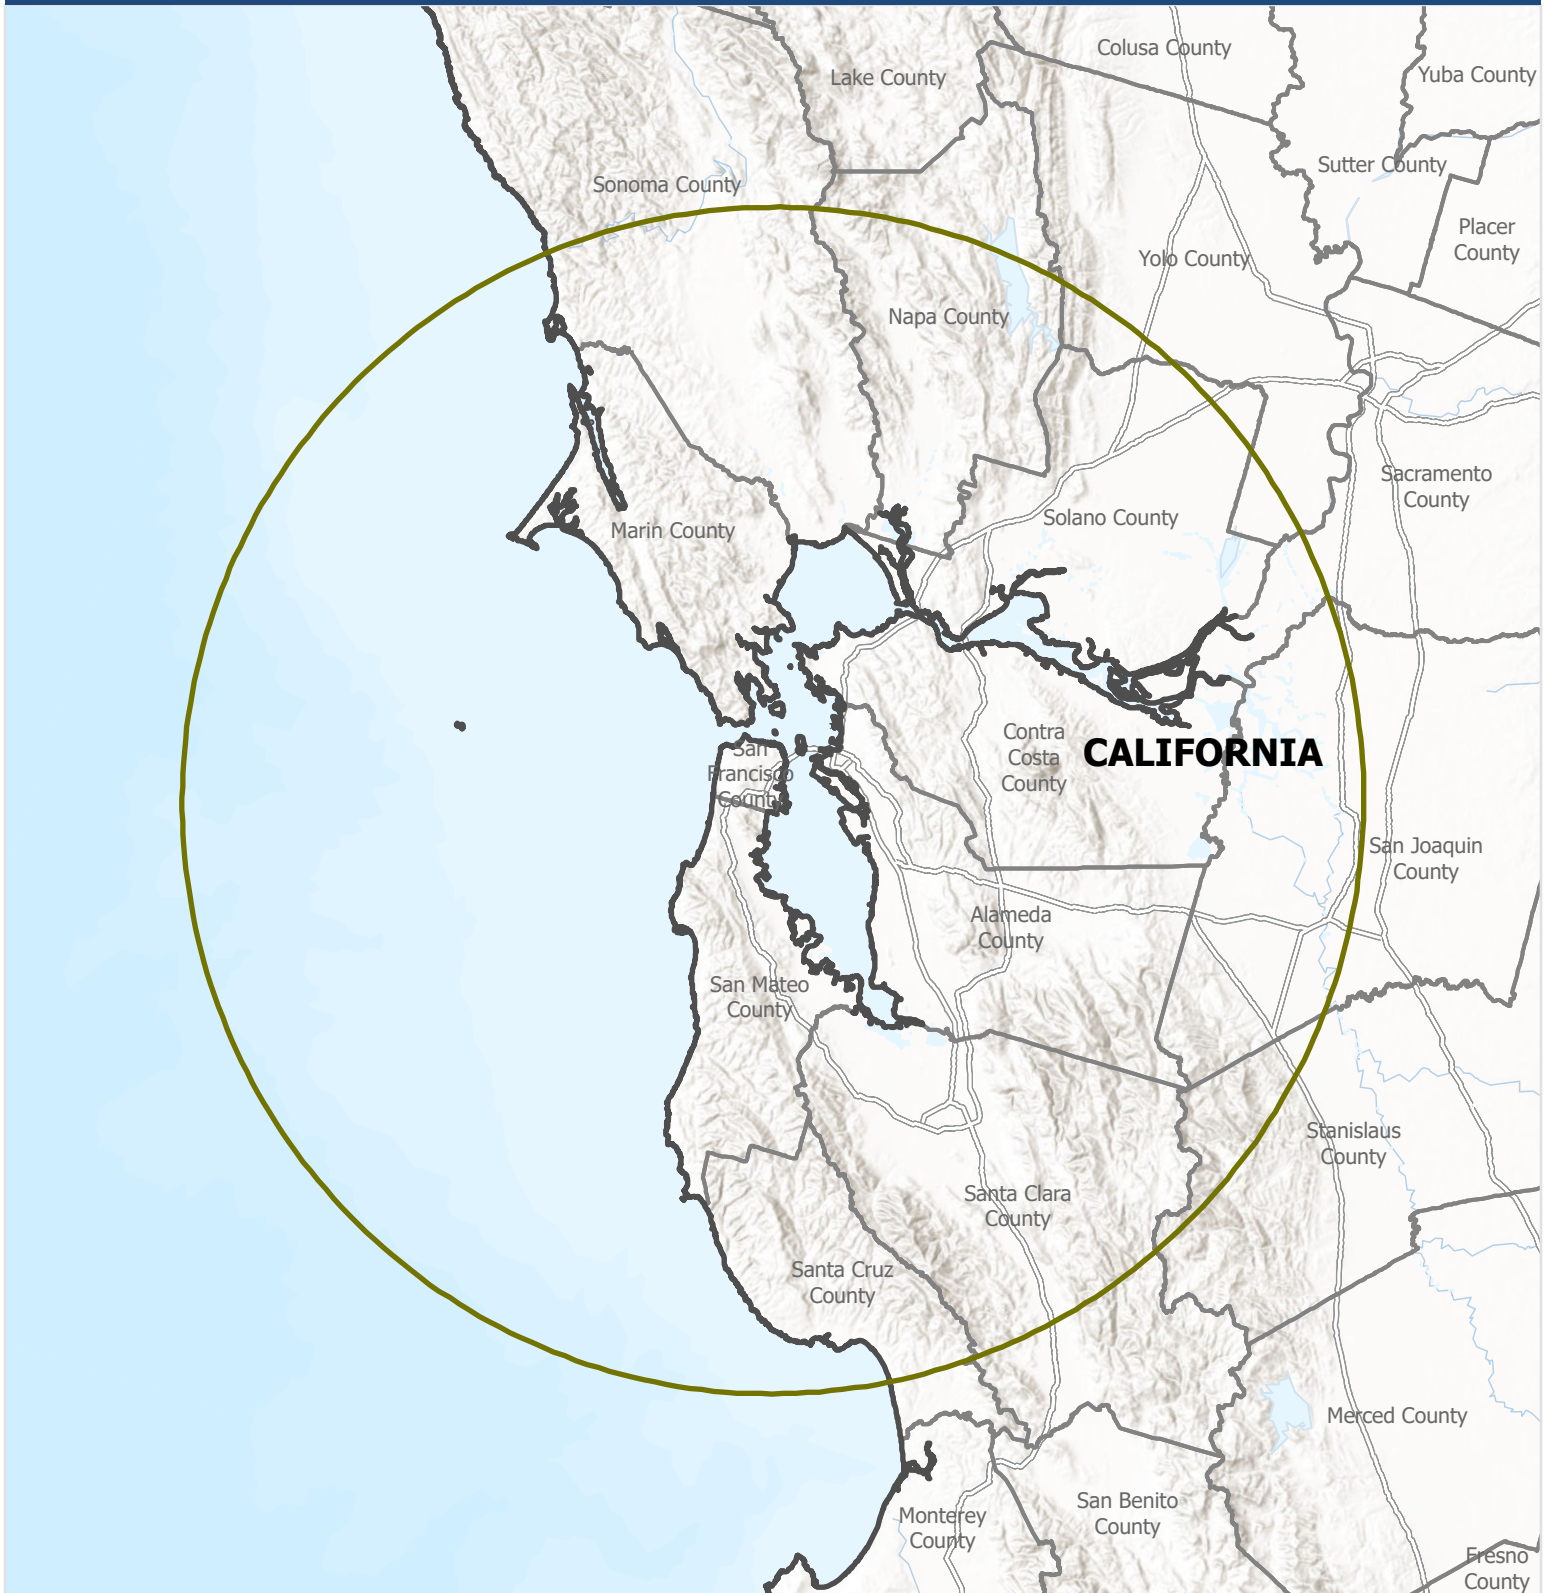 Colusa County
Lake County
Yuba County
Sutter County
Sonoma County
Placer
County
Yolo County
Napa County
Sacramento
County
Solano County
Marin County
Contra
Costa
County
CALIFORNIA
San
Francisco
County
San Joaquin
County
Alameda
County
San Mateo
County
Stanislaus
County
Santa Clara
County
Santa Cruz
County
Merced County
San Benito
County
Monterey
County
Fresno
County